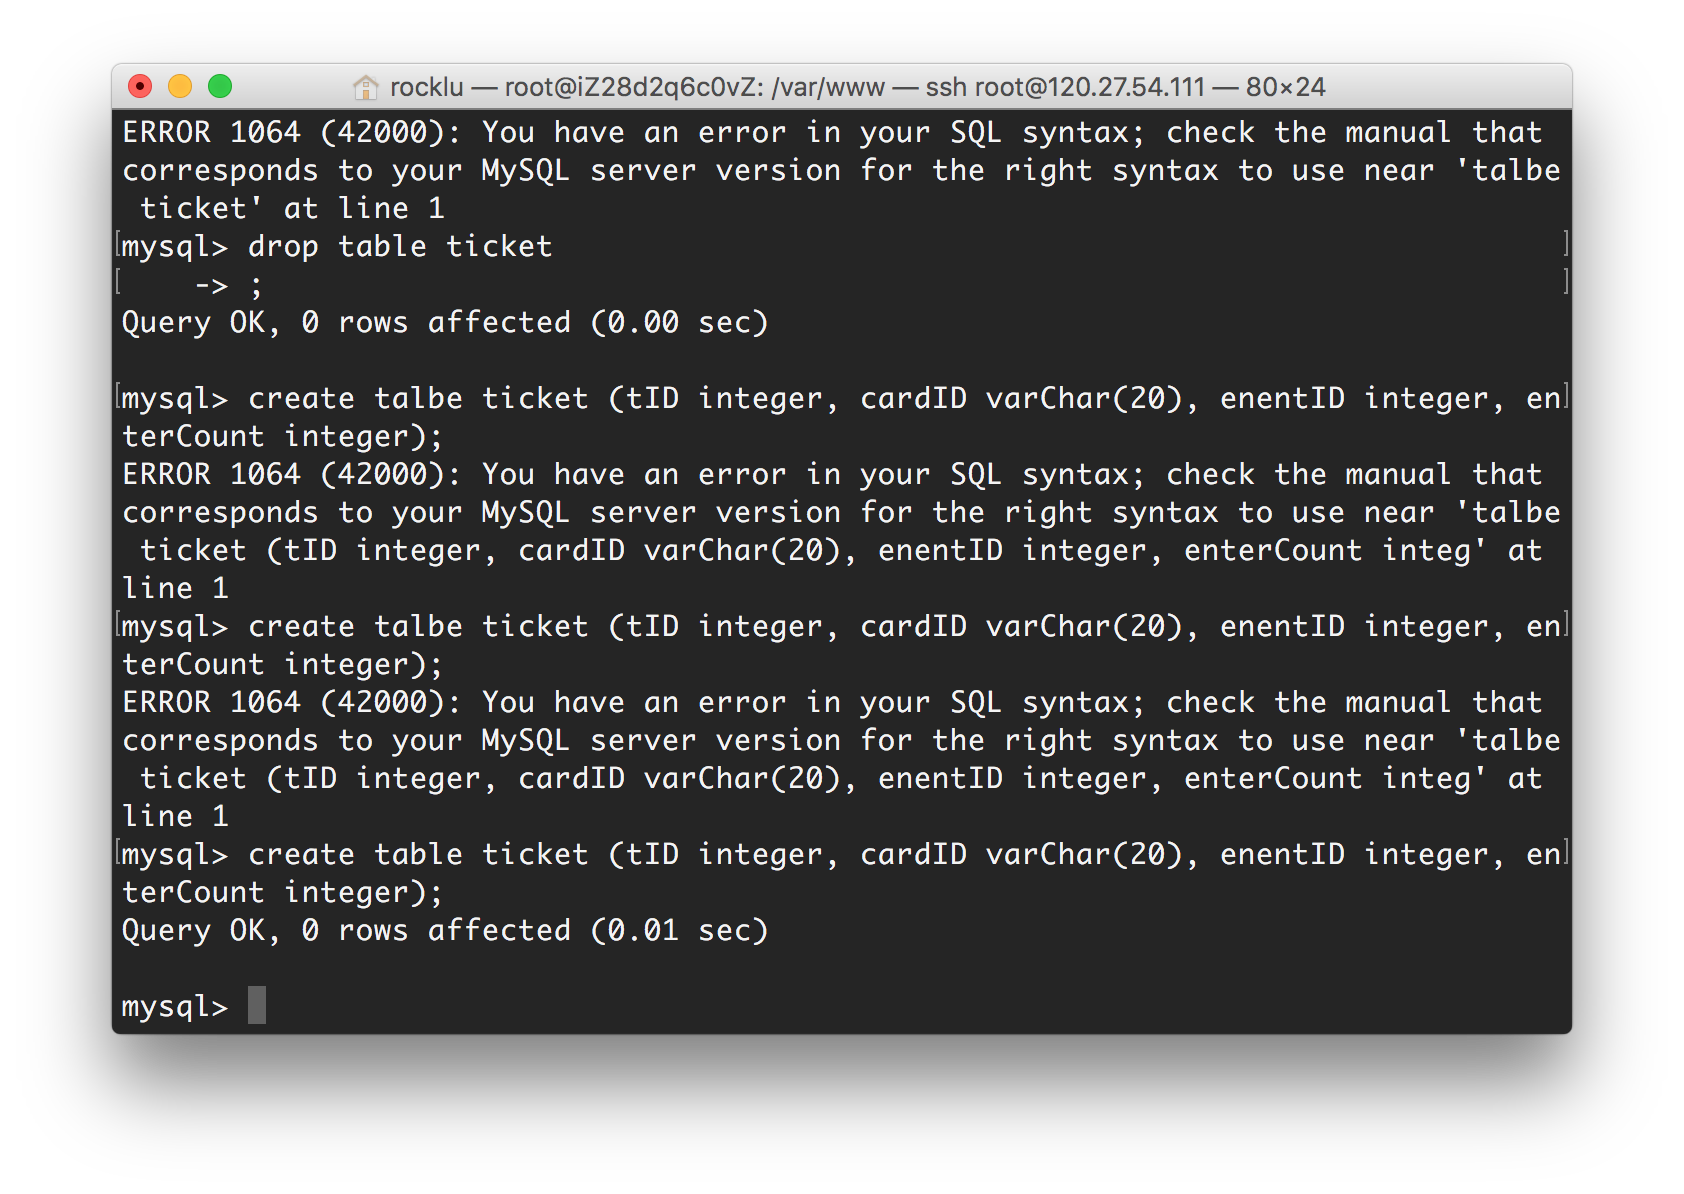 rocklu — root@iZ28d2q6c0vZ: /var/www — ssh root@120.27.54.111 — 80×24
ERROR 1064 (42000): You have an error in your SQL syntax; check the manual that
corresponds to your MySQL server version for the right syntax to use near 'talbe
 ticket' at line 1
[mysql> drop table ticket ]
[    -> ; ]
Query OK, 0 rows affected (0.00 sec)
[mysql> create talbe ticket (tID integer, cardID varChar(20), enentID integer, en]
terCount integer);
ERROR 1064 (42000): You have an error in your SQL syntax; check the manual that
corresponds to your MySQL server version for the right syntax to use near 'talbe
 ticket (tID integer, cardID varChar(20), enentID integer, enterCount integ' at
line 1
[mysql> create talbe ticket (tID integer, cardID varChar(20), enentID integer, en]
terCount integer);
ERROR 1064 (42000): You have an error in your SQL syntax; check the manual that
corresponds to your MySQL server version for the right syntax to use near 'talbe
 ticket (tID integer, cardID varChar(20), enentID integer, enterCount integ' at
line 1
[mysql> create table ticket (tID integer, cardID varChar(20), enentID integer, en]
terCount integer);
Query OK, 0 rows affected (0.01 sec)
mysql>